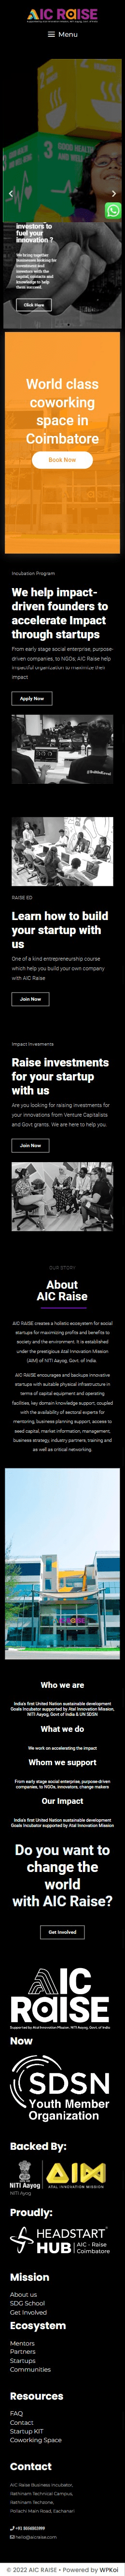 AIC RAISE
Menu
investors to
fuel your
innovation ?
We bring together
Businesses looking for
Investment and
Investors with the
capital, network and
knowledge to help
them succeed.
Click Here
World class
coworking
space in
Coimbatore
Book Now
Incubation Program
We help impact-
driven founders to
accelerate Impact
through startups
From early stage social enterprise, purpose-
driven companies, to NGOs, AIC Raise help
impactful organization to maximize their
impact
Apply Now
RAISE ED
Learn how to build
your startup with
us
One of a kind entrepreneurship course
which help you build your own company
with AIC Raise
Join Now
Impact Invesments
Raise investments
for your startup
with us
Are you looking for raising investments for
your innovations from Venture Capitalists
and Govt grants. We are here to help you.
Join Now
OUR STORY
About
AIC Raise
AIC RAISE creates a holistic ecosystem for social
startups for maximizing profits and benefits to
society and the environment. It is established
under the prestigious Atal Innovation Mission
(AIM) of NITI Aayog, Govt. of India.
AIC RAISE encourages and backups innovative
startups with suitable physical infrastructure in
terms of capital equipment and operating
facilities, key domain knowledge support, coupled
with the availability of sectoral experts for
mentoring, business planning support, access to
seed capital, market information, management,
business strategy, industry partners, training and
as well as critical networking.
Who we are
India's first United Nation sustainable development
Goals Incubator supported by Atal Innovation Mission,
NITI Aayog, Govt of India & UN SDSN
What we do
We work on accelerating the Impact
Whom we support
From early stage social enterprise, purpose-driven
companies, to NGOs, innovators, change makers
Our Impact
India's first United Nation sustainable development
Goals Incubator supported by Atal Innovation Mission
Do you want to
change the
world
with AIC Raise?
Get Involved
AIC
RAISE
Supported by Atal Innovation Mission, NITI Aayog, Govt. of India
Now
SDSN
Youth Member
Organization
Backed By:
NITI Aayog
AIM
ATAL INNOVATION MISSION
NITI Ayog
Proudly:
HEADSTART
HUB
AIC - Raise
Coimbatore
Mission
About us
SDG School
Get Involved
Ecosystem
Mentors
Partners
Startups
Communities
Resources
FAQ
Contact
Startup KIT
Coworking Space
Contact
AIC Raise Business Incubator,
Rathinam Technical Campus,
Rathinam Techzone,
Pollachi Main Road, Eachanari
hello@aicraise.com
© 2022 AIC RAISE • Powered by WPKoi